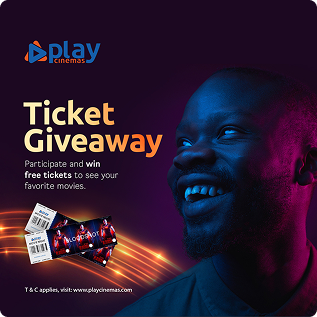 play
cinemas
Ticket
Giveaway
Participate and win
free tickets to see your
favorite movies.
BLOODSHOT
T & C applies, visit: www.playcinemas.com